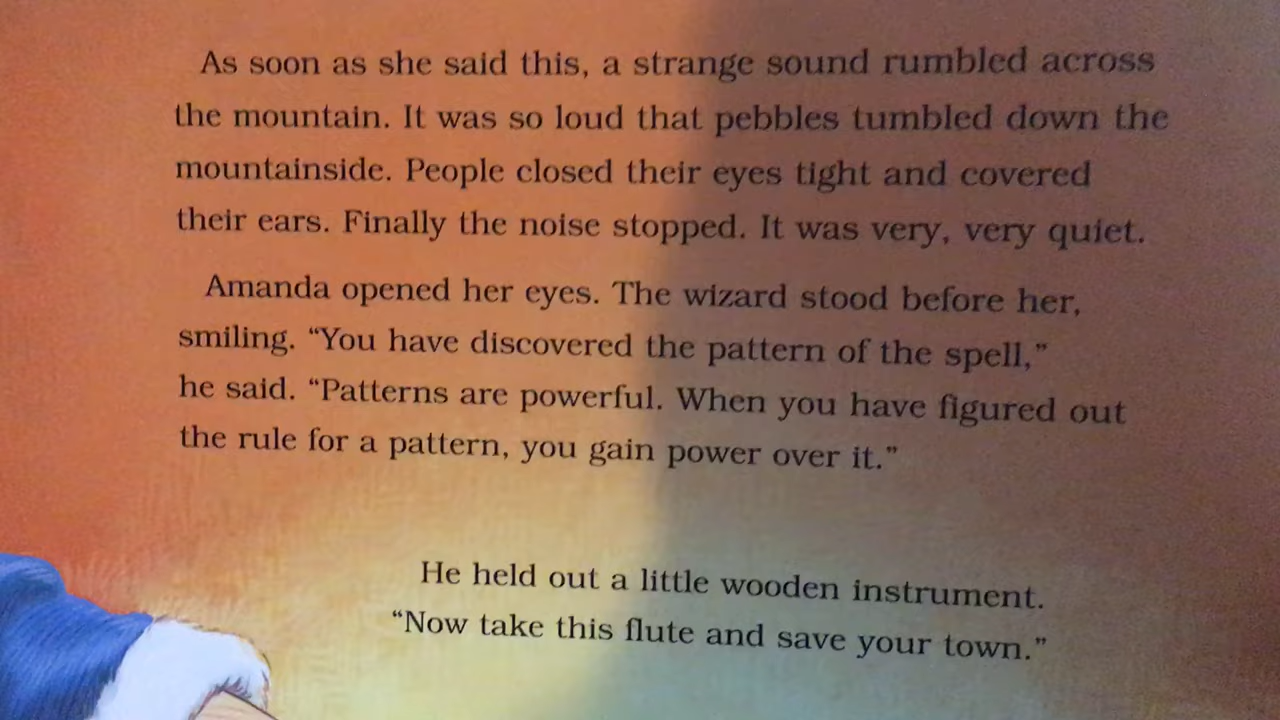 As soon as she said this, a strange sound rumbled across
the mountain. It was so loud that pebbles tumbled down the
mountainside. People closed their eyes tight and covered
their ears. Finally the noise stopped. It was very, very quiet.
Amanda opened her eyes. The wizard stood before her,
smiling. “You have discovered the pattern of the spell,”
he said. “Patterns are powerful. When you have figured out
the rule for a pattern, you gain power over it.”
He held out a little wooden instrument.
“Now take this flute and save your town.”